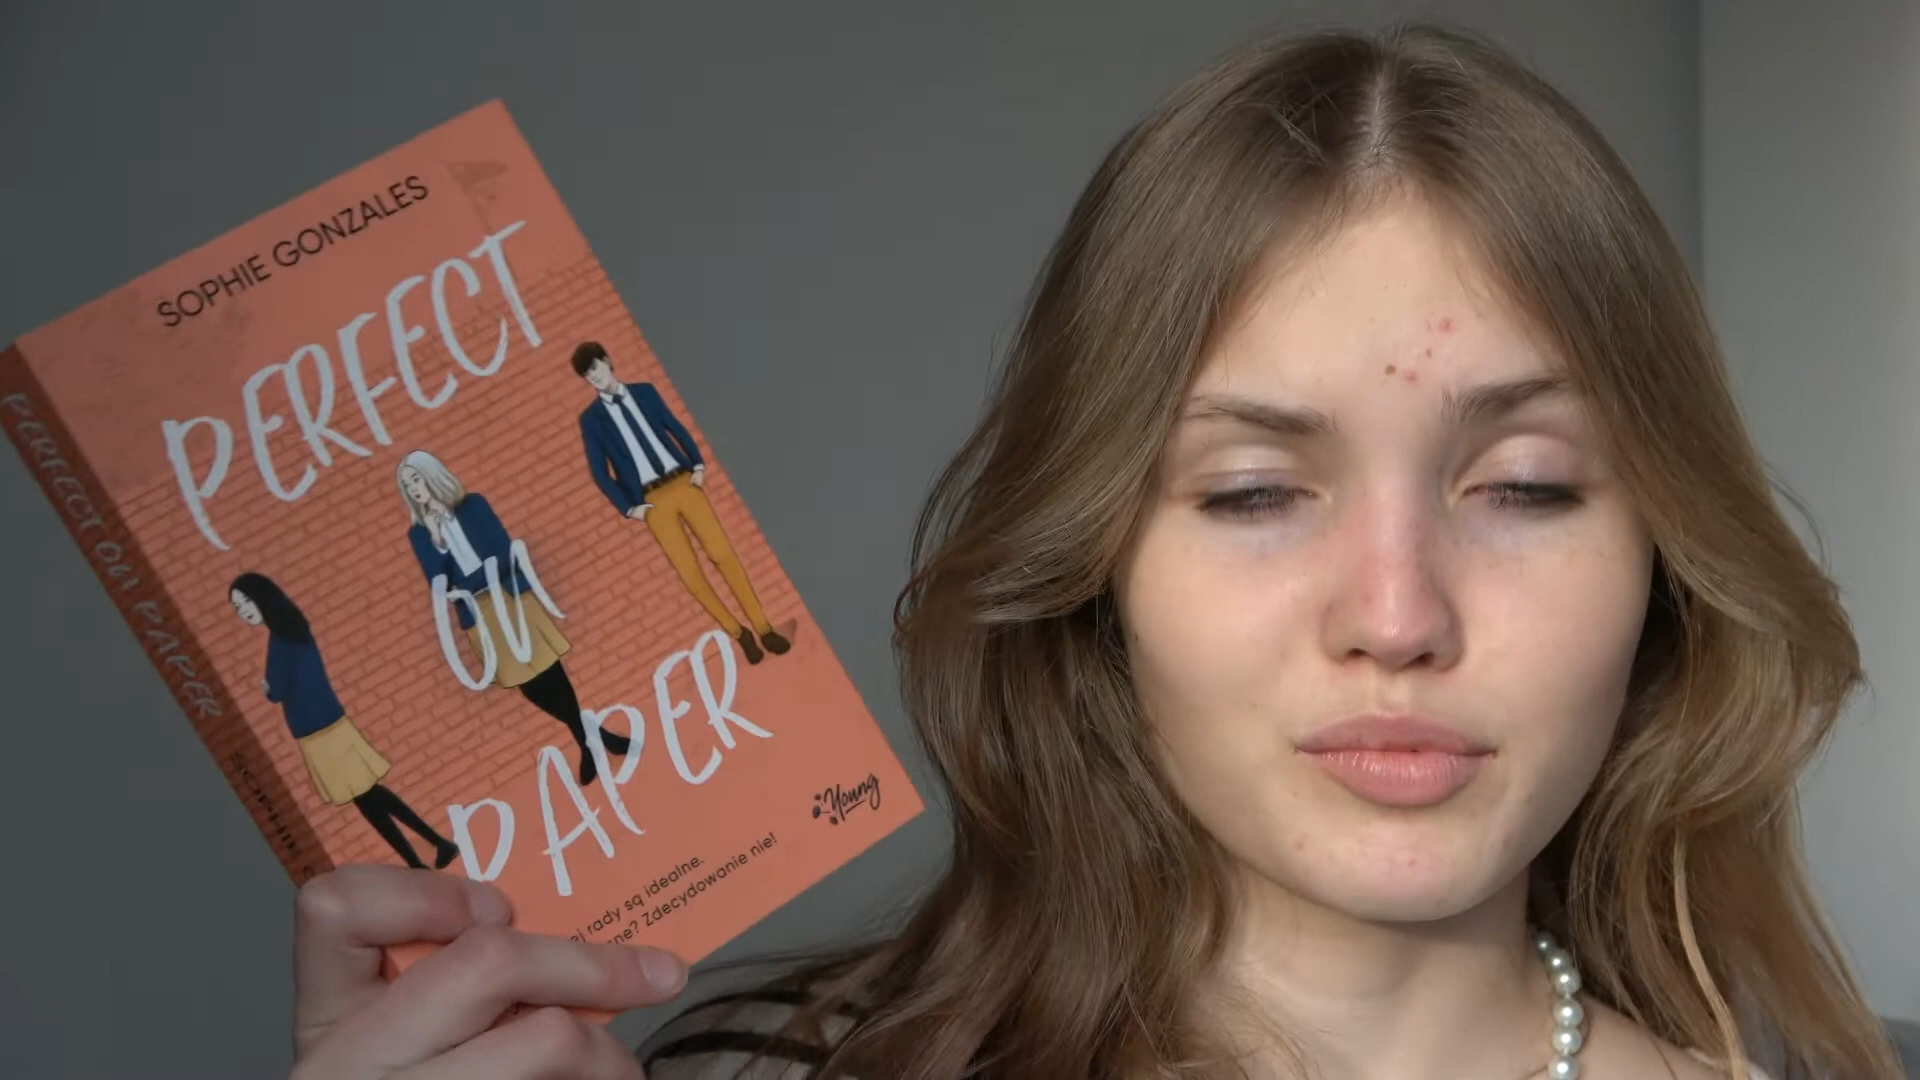 SOPHIE GONZALES
PERFECT
on
PAPER
Young
rady są idealne.
Zdecydowanie nie!
PERFECT ON PAPER